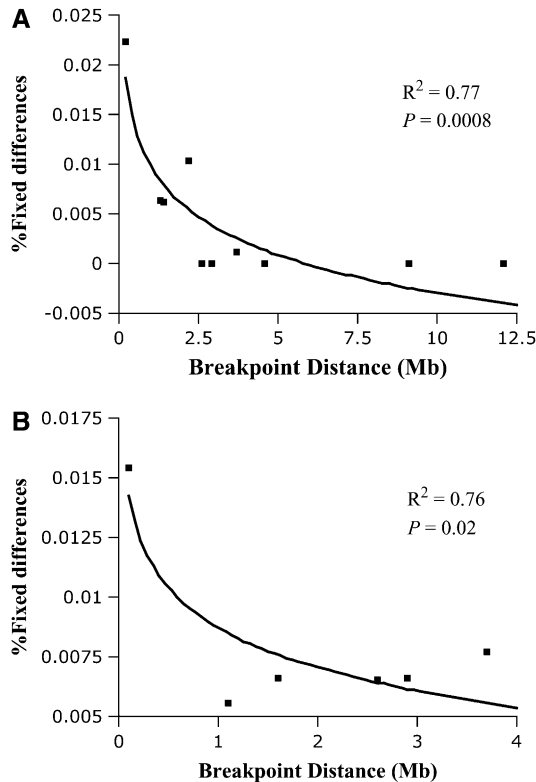 A
0.025
0.02
0.015
0.01
0.005
0
-0.005
%Fixed differences
R² = 0.77
P = 0.0008
0 2.5 5 7.5 10 12.5
Breakpoint Distance (Mb)
B
0.0175
0.015
0.0125
0.01
0.0075
0.005
%Fixed differences
R² = 0.76
P = 0.02
0 1 2 3 4
Breakpoint Distance (Mb)